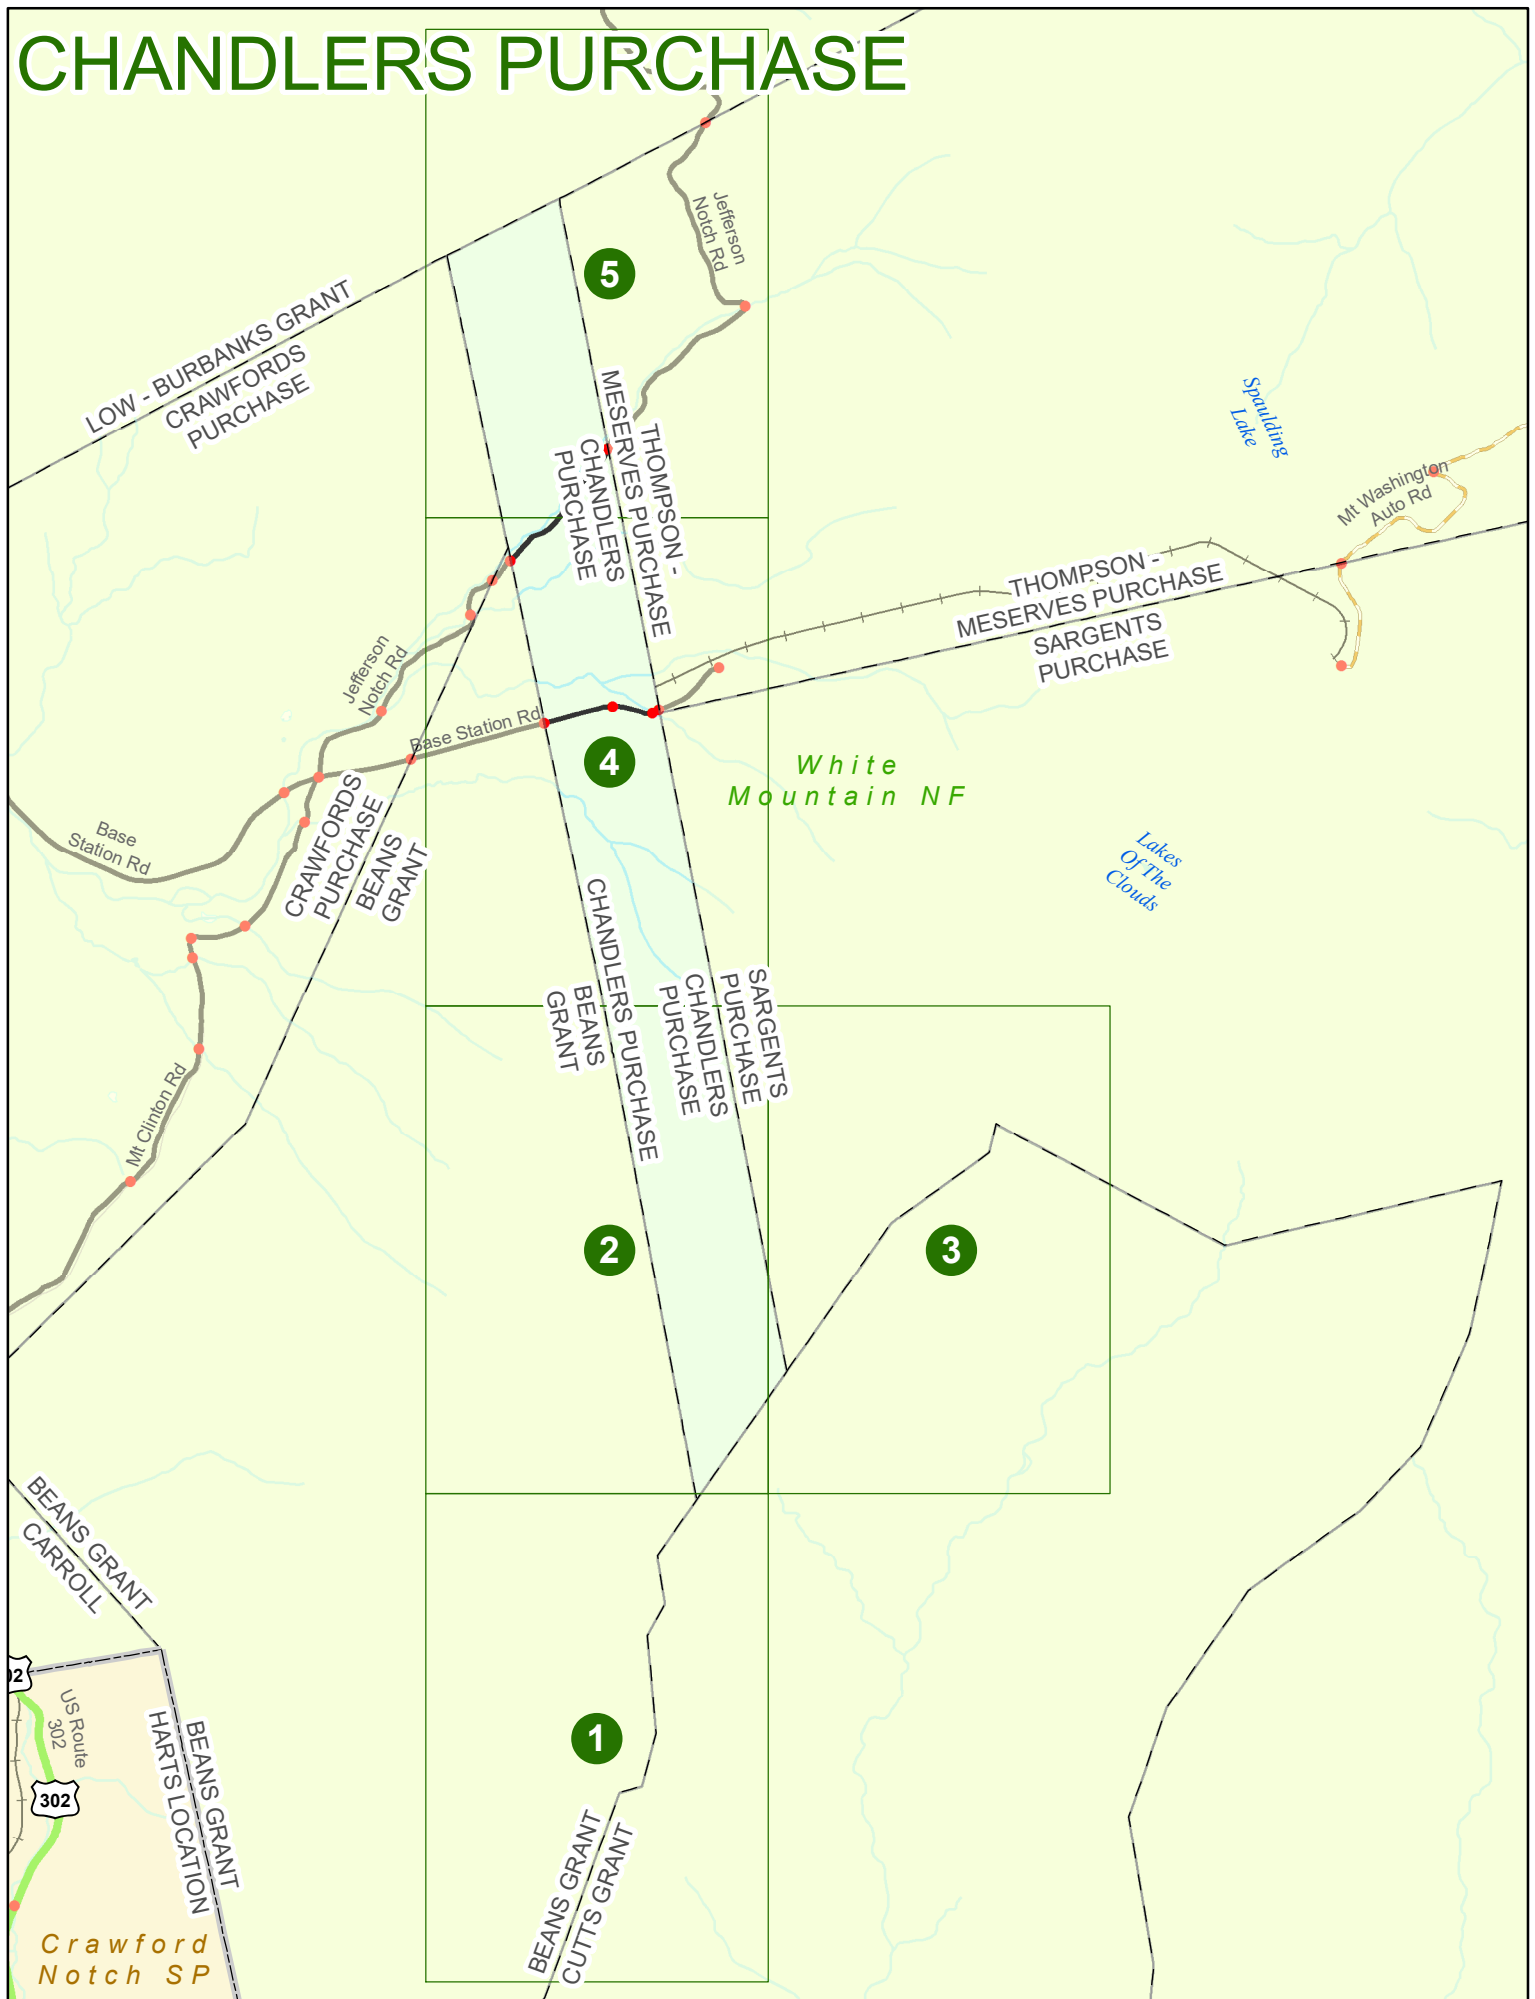 CHANDLERS PURCHASE
Jefferson
Notch Rd
5
LOW - BURBANKS GRANT
CRAWFORDS
PURCHASE
THOMPSON -
MESERVES PURCHASE
CHANDLERS
PURCHASE
Spaulding
Lake
Mt Washington
Auto Rd
THOMPSON -
MESERVES PURCHASE
SARGENTS
PURCHASE
Jefferson
Notch Rd
Base Station Rd
4
White
Mountain NF
Base
Station Rd
CRAWFORDS
PURCHASE
BEANS
GRANT
Lakes
Of The
Clouds
CHANDLERS PURCHASE
BEANS
GRANT
SARGENTS
PURCHASE
CHANDLERS
PURCHASE
Mt Clinton Rd
2
3
BEANS GRANT
CARROLL
02
US Route
302
302
BEANS GRANT
HARTS LOCATION
1
BEANS GRANT
CUTTS GRANT
Crawford
Notch SP